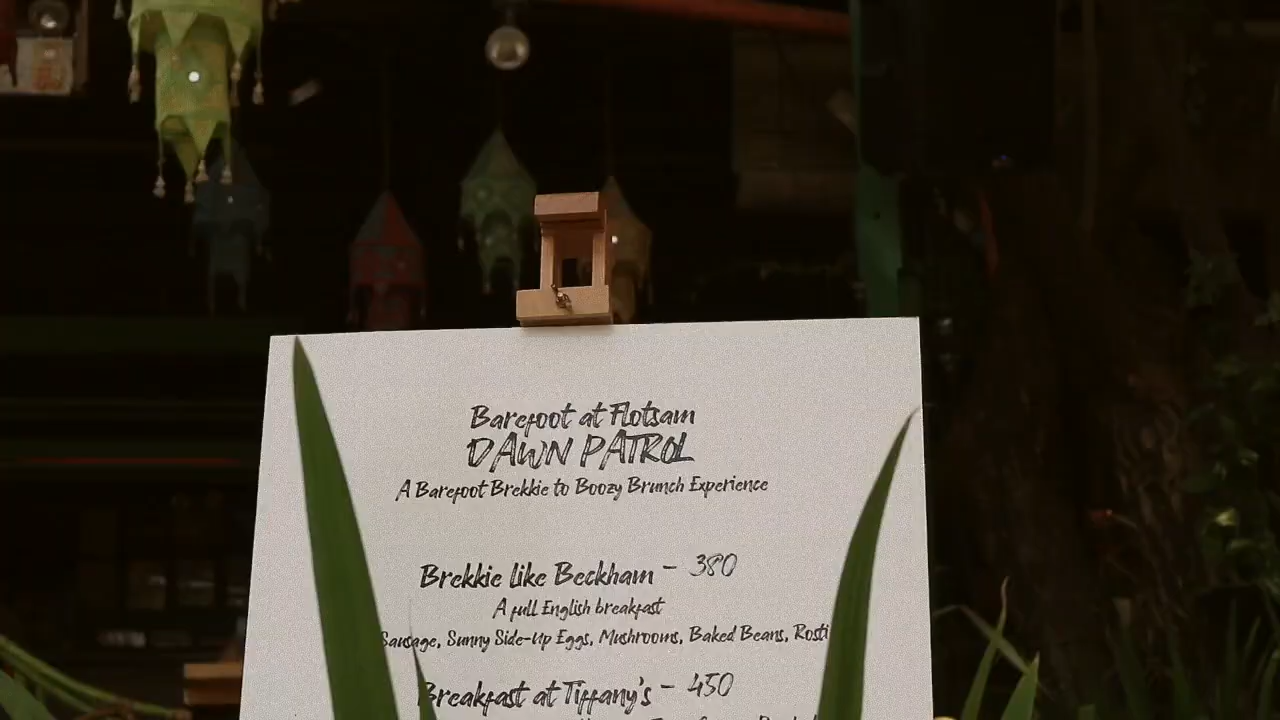 Barefoot at Flotsam
DAWN PATROL
A Barefoot Brekkie to Boozy Brunch Experience
Brekkie like Beckham - 380
A full English breakfast
Sausage, Sunny Side-Up Eggs, Mushrooms, Baked Beans, Rosti
Breakfast at Tiffany's - 450